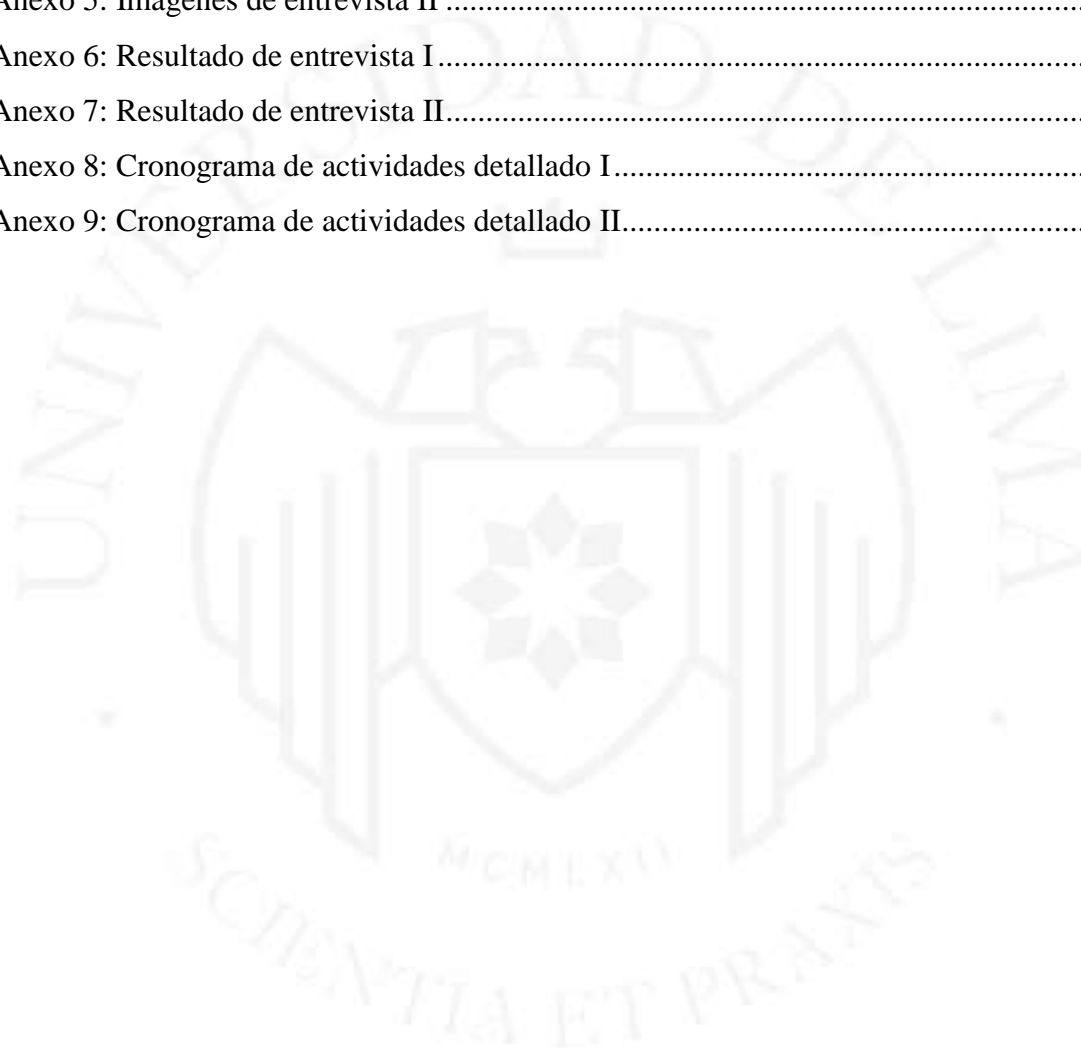 Anexo 5: Imágenes de entrevista II
Anexo 6: Resultado de entrevista I
Anexo 7: Resultado de entrevista II
Anexo 8: Cronograma de actividades detallado I
Anexo 9: Cronograma de actividades detallado II
UNIVERSIDAD DE LIMA
MCMLXII
SCIENTIA ET PRAXIS